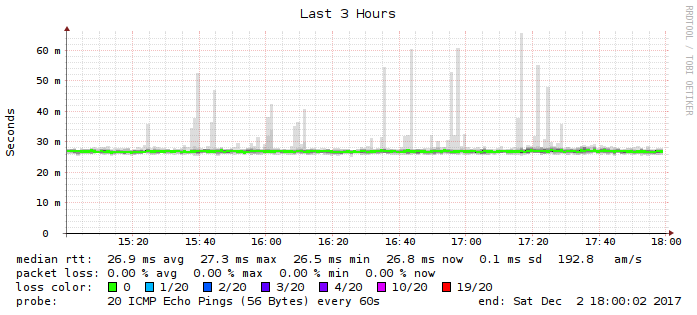 Last 3 Hours
RRDTOOL / TOBI OETIKER
Seconds
60 m
50 m
40 m
30 m
20 m
10 m
0
15:20 15:40 16:00 16:20 16:40 17:00 17:20 17:40 18:00
median rtt: 26.9 ms avg 27.3 ms max 26.5 ms min 26.8 ms now 0.1 ms sd 192.8 am/s
packet loss: 0.00 % avg 0.00 % max 0.00 % min 0.00 % now
loss color: 0 1/20 2/20 3/20 4/20 10/20 19/20
probe: 20 ICMP Echo Pings (56 Bytes) every 60s end: Sat Dec 2 18:00:02 2017